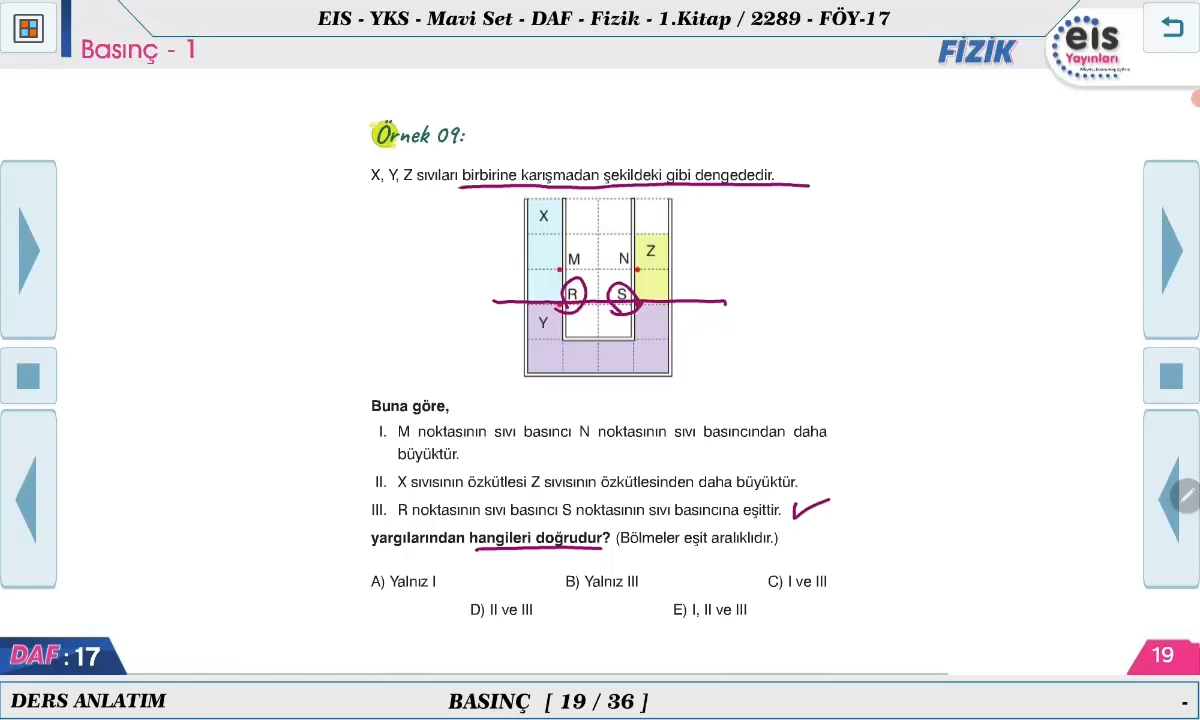 EIS - YKS - Mavi Set - DAF - Fizik - 1.Kitap / 2289 - FÖY-17
Basınç - 1
FİZİK
eis
Yayınları
Örnek 09:
X, Y, Z sıvıları birbirine karışmadan şekildeki gibi dengededir.
X
Z
M
N
R
S
Y
Buna göre,
I. M noktasının sıvı basıncı N noktasının sıvı basıncından daha
büyüktür.
II. X sıvısının özkütlesi Z sıvısının özkütlesinden daha büyüktür.
III. R noktasının sıvı basıncı S noktasının sıvı basıncına eşittir.
yargılarından hangileri doğrudur? (Bölmeler eşit aralıklıdır.)
A) Yalnız I
B) Yalnız III
C) I ve III
D) II ve III
E) I, II ve III
DAF : 17
19
DERS ANLATIM
BASINÇ [ 19 / 36 ]
-